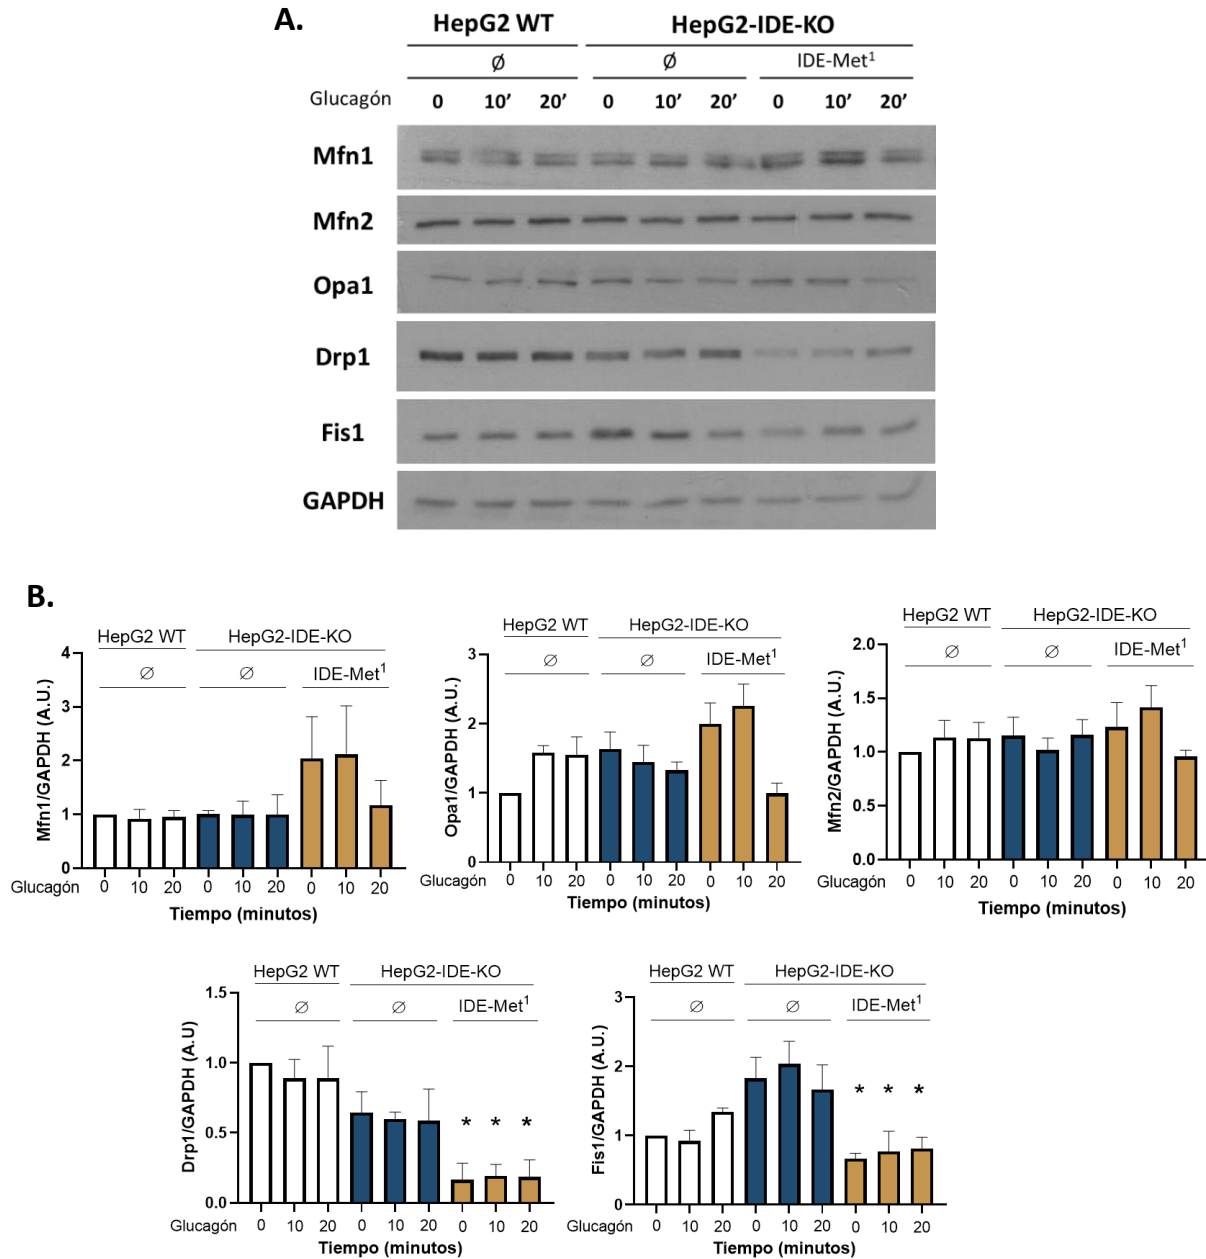 A.
HepG2 WT HepG2-IDE-KO
Ø Ø IDE-Met¹
Glucagón 0 10’ 20’ 0 10’ 20’ 0 10’ 20’
Mfn1
Mfn2
Opa1
Drp1
Fis1
GAPDH
B.
HepG2 WT HepG2-IDE-KO
∅ ∅ IDE-Met¹
Mfn1/GAPDH (A.U.)
4
3
2
1
0
Glucagón 0 10 20 0 10 20 0 10 20
Tiempo (minutos)
HepG2 WT HepG2-IDE-KO
∅ ∅ IDE-Met¹
Opa1/GAPDH (A.U.)
3
2
1
0
Glucagón 0 10 20 0 10 20 0 10 20
Tiempo (minutos)
HepG2 WT HepG2-IDE-KO
∅ ∅ IDE-Met¹
Mfn2/GAPDH (A.U.)
2.0
1.5
1.0
0.5
0.0
Glucagón 0 10 20 0 10 20 0 10 20
Tiempo (minutos)
HepG2 WT HepG2-IDE-KO
∅ ∅ IDE-Met¹
Drp1/GAPDH (A.U)
1.5
1.0
0.5
0.0
* * *
Glucagón 0 10 20 0 10 20 0 10 20
Tiempo (minutos)
HepG2 WT HepG2-IDE-KO
∅ ∅ IDE-Met¹
Fis1/GAPDH (A.U.)
3
2
1
0
* * *
Glucagón 0 10 20 0 10 20 0 10 20
Tiempo (minutos)